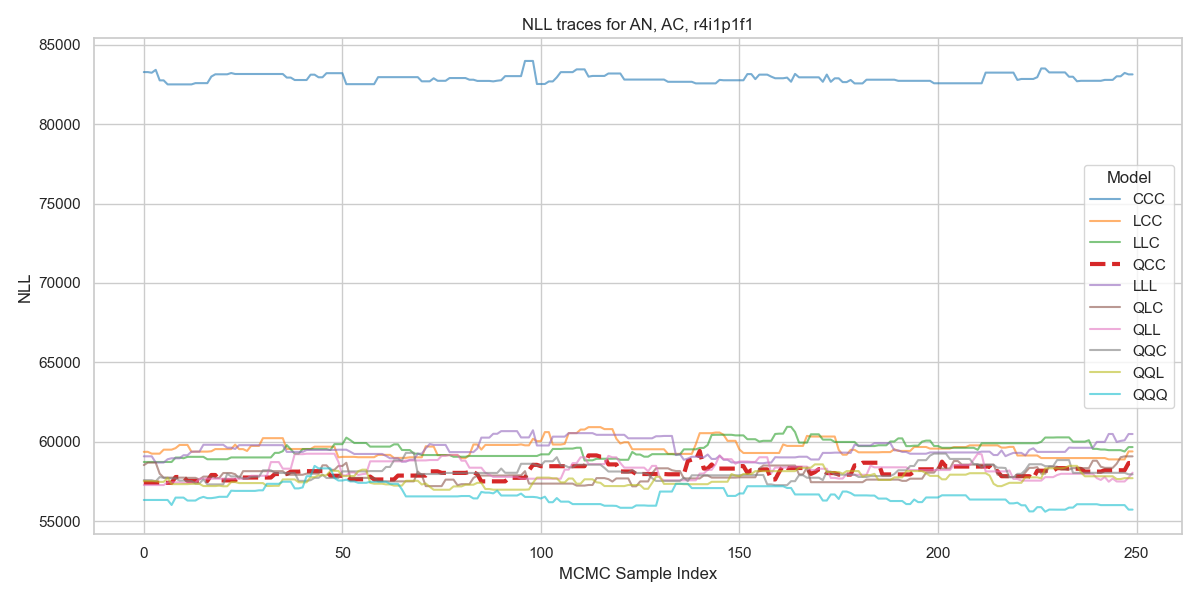 NLL traces for AN, AC, r4i1p1f1
85000
80000
75000
70000
65000
60000
55000
NLL
0
50
100
150
200
250
MCMC Sample Index
Model
CCC
LCC
LLC
QCC
LLL
QLC
QLL
QQC
QQL
QQQ